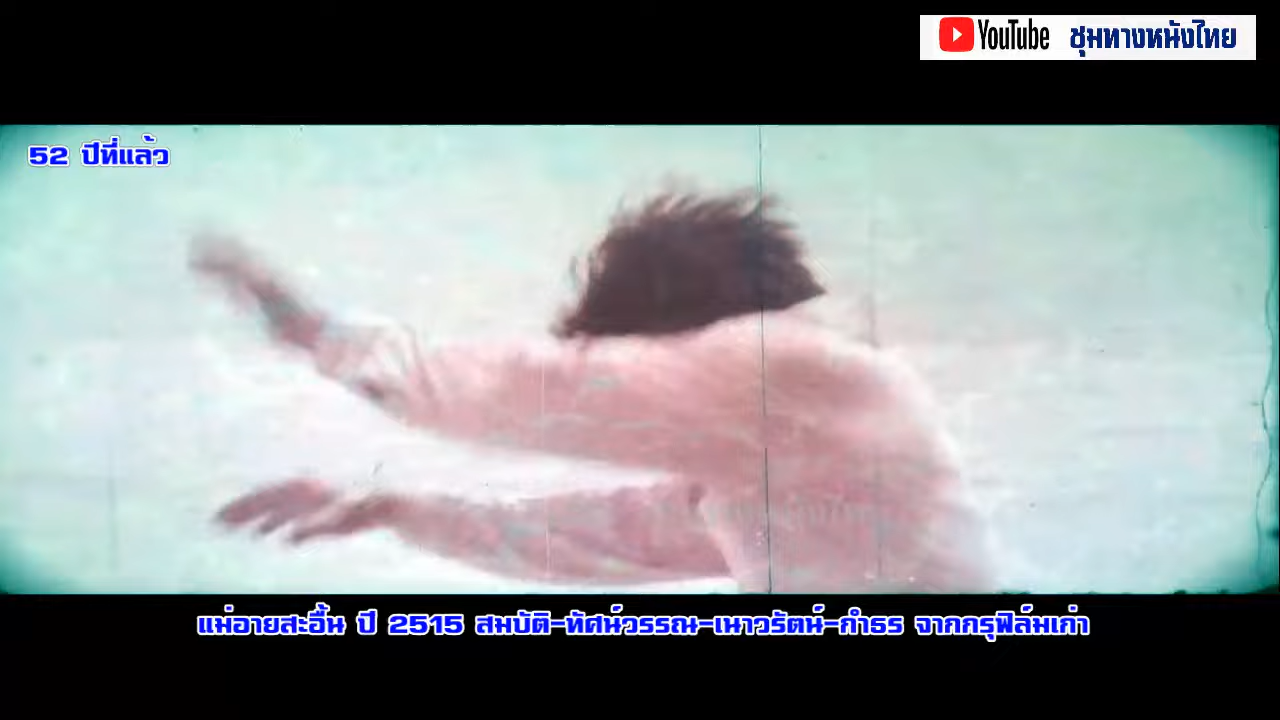 YouTube ชุมทางหนังไทย
52 ปีที่แล้ว
แม่อายสะอื้น ปี 2515 สมบัติ-ทัศน์วรรณ-เนาวรัตน์-กำธร จากกรุฟิล์มเก่า